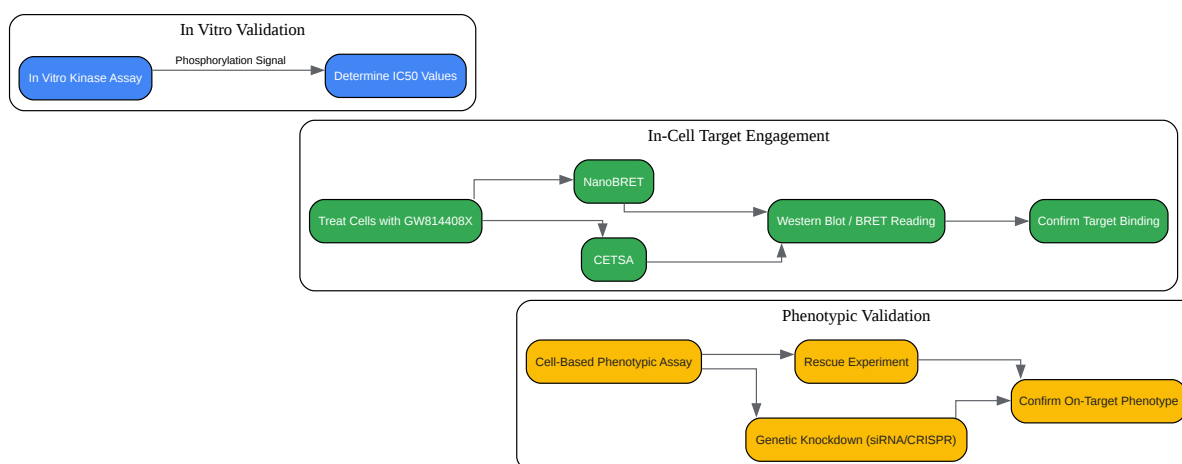 In Vitro Validation
In Vitro Kinase Assay
Phosphorylation Signal
Determine IC50 Values
In-Cell Target Engagement
Treat Cells with GW814408X
NanoBRET
CETSA
Western Blot / BRET Reading
Confirm Target Binding
Phenotypic Validation
Cell-Based Phenotypic Assay
Rescue Experiment
Genetic Knockdown (siRNA/CRISPR)
Confirm On-Target Phenotype